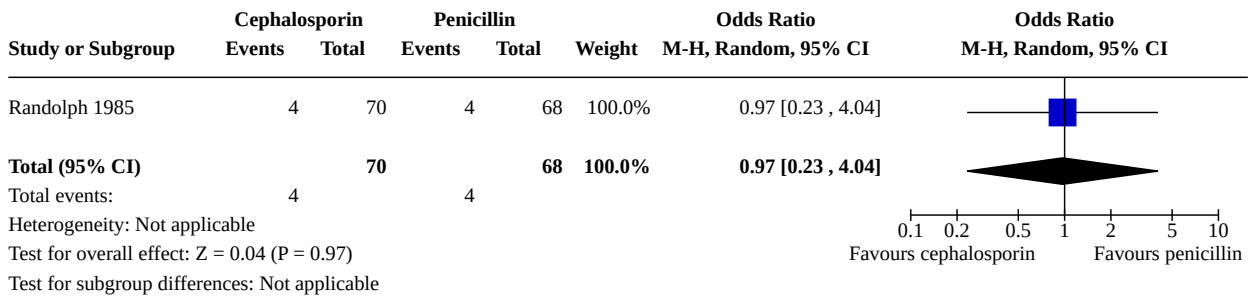 Cephalosporin Penicillin Odds Ratio Odds Ratio
Study or Subgroup Events Total Events Total Weight M-H, Random, 95% CI M-H, Random, 95% CI
Randolph 1985 4 70 4 68 100.0% 0.97 [0.23 , 4.04]
Total (95% CI) 70 68 100.0% 0.97 [0.23 , 4.04]
Total events: 4 4
Heterogeneity: Not applicable
0.1 0.2 0.5 1 2 5 10
Test for overall effect: Z = 0.04 (P = 0.97) Favours cephalosporin Favours penicillin
Test for subgroup differences: Not applicable